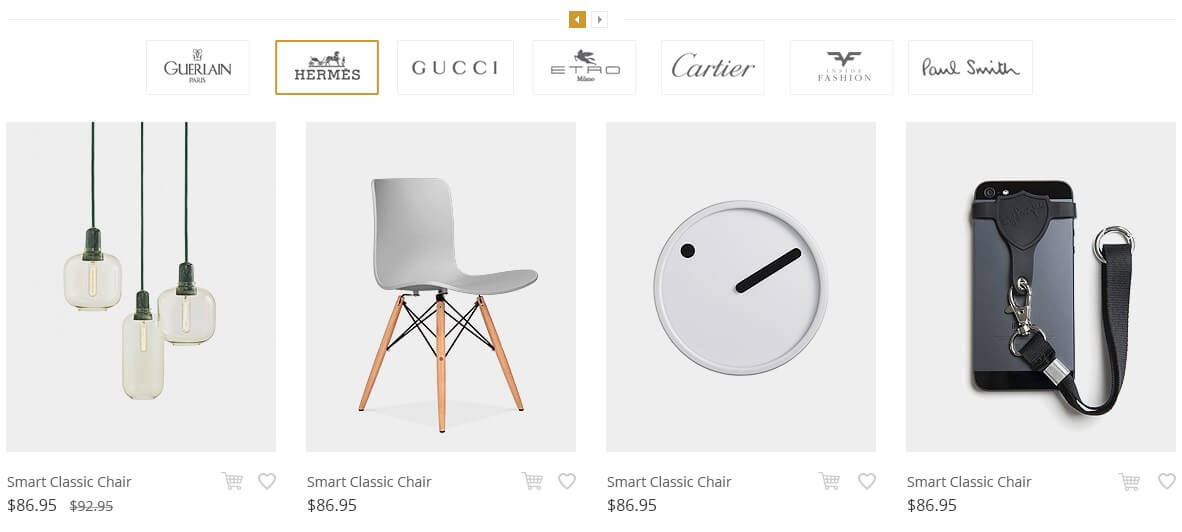 GUERLAIN
PARIS
HERMÈS
GUCCI
ETRO
Milano
Cartier
INSIDE
FASHION
Paul Smith
Smart Classic Chair
$86.95 $92.95
Smart Classic Chair
$86.95
Smart Classic Chair
$86.95
Smart Classic Chair
$86.95